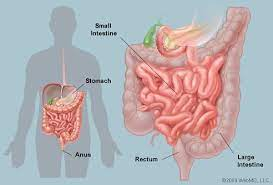 Small
Intestine
Stomach
Anus
Rectum
Large
Intestine
©2009 WebMD, LLC.